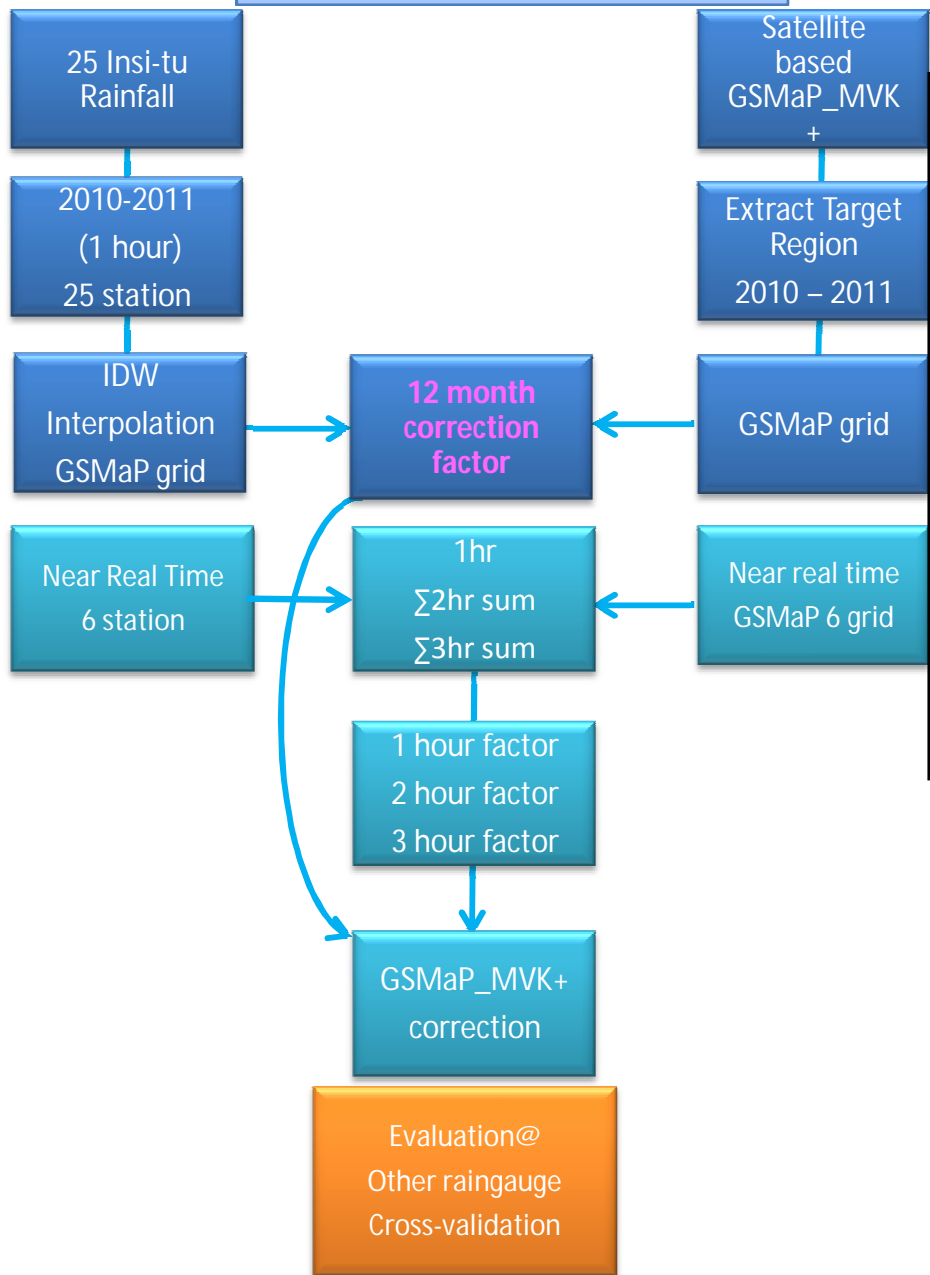 25 Insi-tu
Rainfall
Satellite
based
GSMaP_MVK
+
2010-2011
(1 hour)
25 station
Extract Target
Region
2010 – 2011
IDW
Interpolation
GSMaP grid
12 month
correction
factor
GSMaP grid
Near Real Time
6 station
1hr
∑2hr sum
∑3hr sum
Near real time
GSMaP 6 grid
1 hour factor
2 hour factor
3 hour factor
GSMaP_MVK+
correction
Evaluation@
Other raingauge
Cross-validation